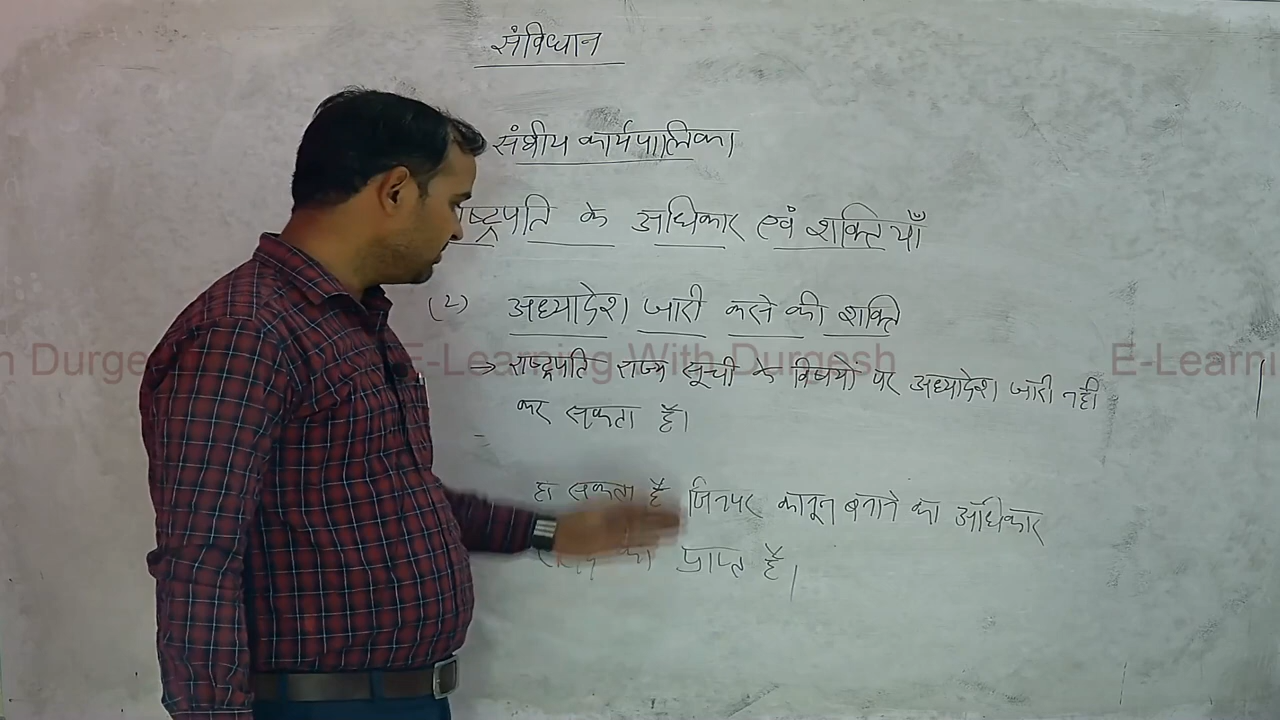 संविधान
संघीय कार्यपालिका
राष्ट्रपति के अधिकार एवं शक्तियाँ
(2) अध्यादेश जारी करने की शक्ति
n Durgesh E-Learning With Durgesh E-Learni
→ राष्ट्रपति राज्य सूची के विषयो पर अध्यादेश जारी नही
कर सकता है।
हो सकता है जिनपर कानून बनाने का अधिकार
को प्राप्त है।